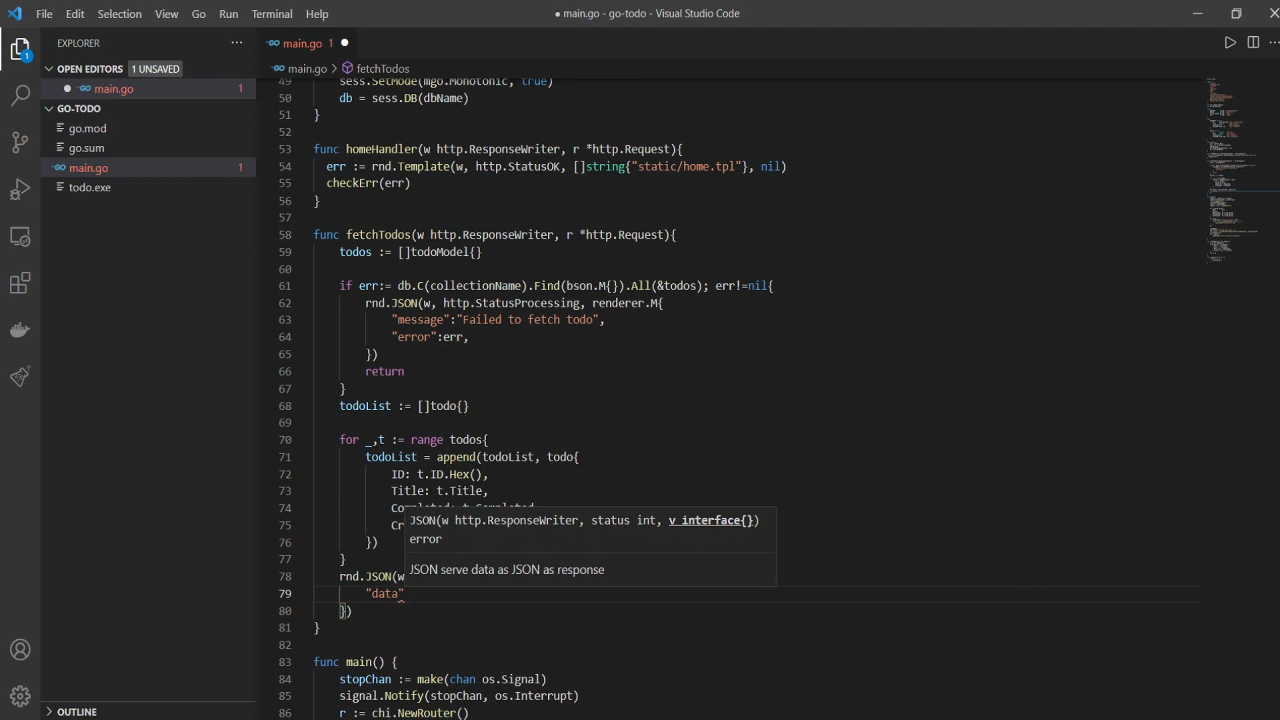 File Edit Selection View Go Run Terminal Help
● main.go - go-todo - Visual Studio Code
EXPLORER
main.go 1
OPEN EDITORS 1 UNSAVED
main.go > fetchTodos
main.go 1
GO-TODO
go.mod
go.sum
main.go 1
todo.exe
OUTLINE
1
49 sess.SetMode(mgo.Monotonic, true)
50 db = sess.DB(dbName)
51 }
52
53 func homeHandler(w http.ResponseWriter, r *http.Request){
54 err := rnd.Template(w, http.StatusOK, []string{"static/home.tpl"}, nil)
55 checkErr(err)
56 }
57
58 func fetchTodos(w http.ResponseWriter, r *http.Request){
59 todos := []todoModel{}
60
61 if err:= db.C(collectionName).Find(bson.M{}).All(&todos); err!=nil{
62 rnd.JSON(w, http.StatusProcessing, renderer.M{
63 "message":"Failed to fetch todo",
64 "error":err,
65 })
66 return
67 }
68 todoList := []todo{}
69
70 for _,t := range todos{
71 todoList = append(todoList, todo{
72 ID: t.ID.Hex(),
73 Title: t.Title,
74 Co
75 Cr
JSON(w http.ResponseWriter, status int, v interface{})
error
JSON serve data as JSON as response
76 })
77 }
78 rnd.JSON(w
79 "data"
80 })
81 }
82
83 func main() {
84 stopChan := make(chan os.Signal)
85 signal.Notify(stopChan, os.Interrupt)
86 r := chi.NewRouter()